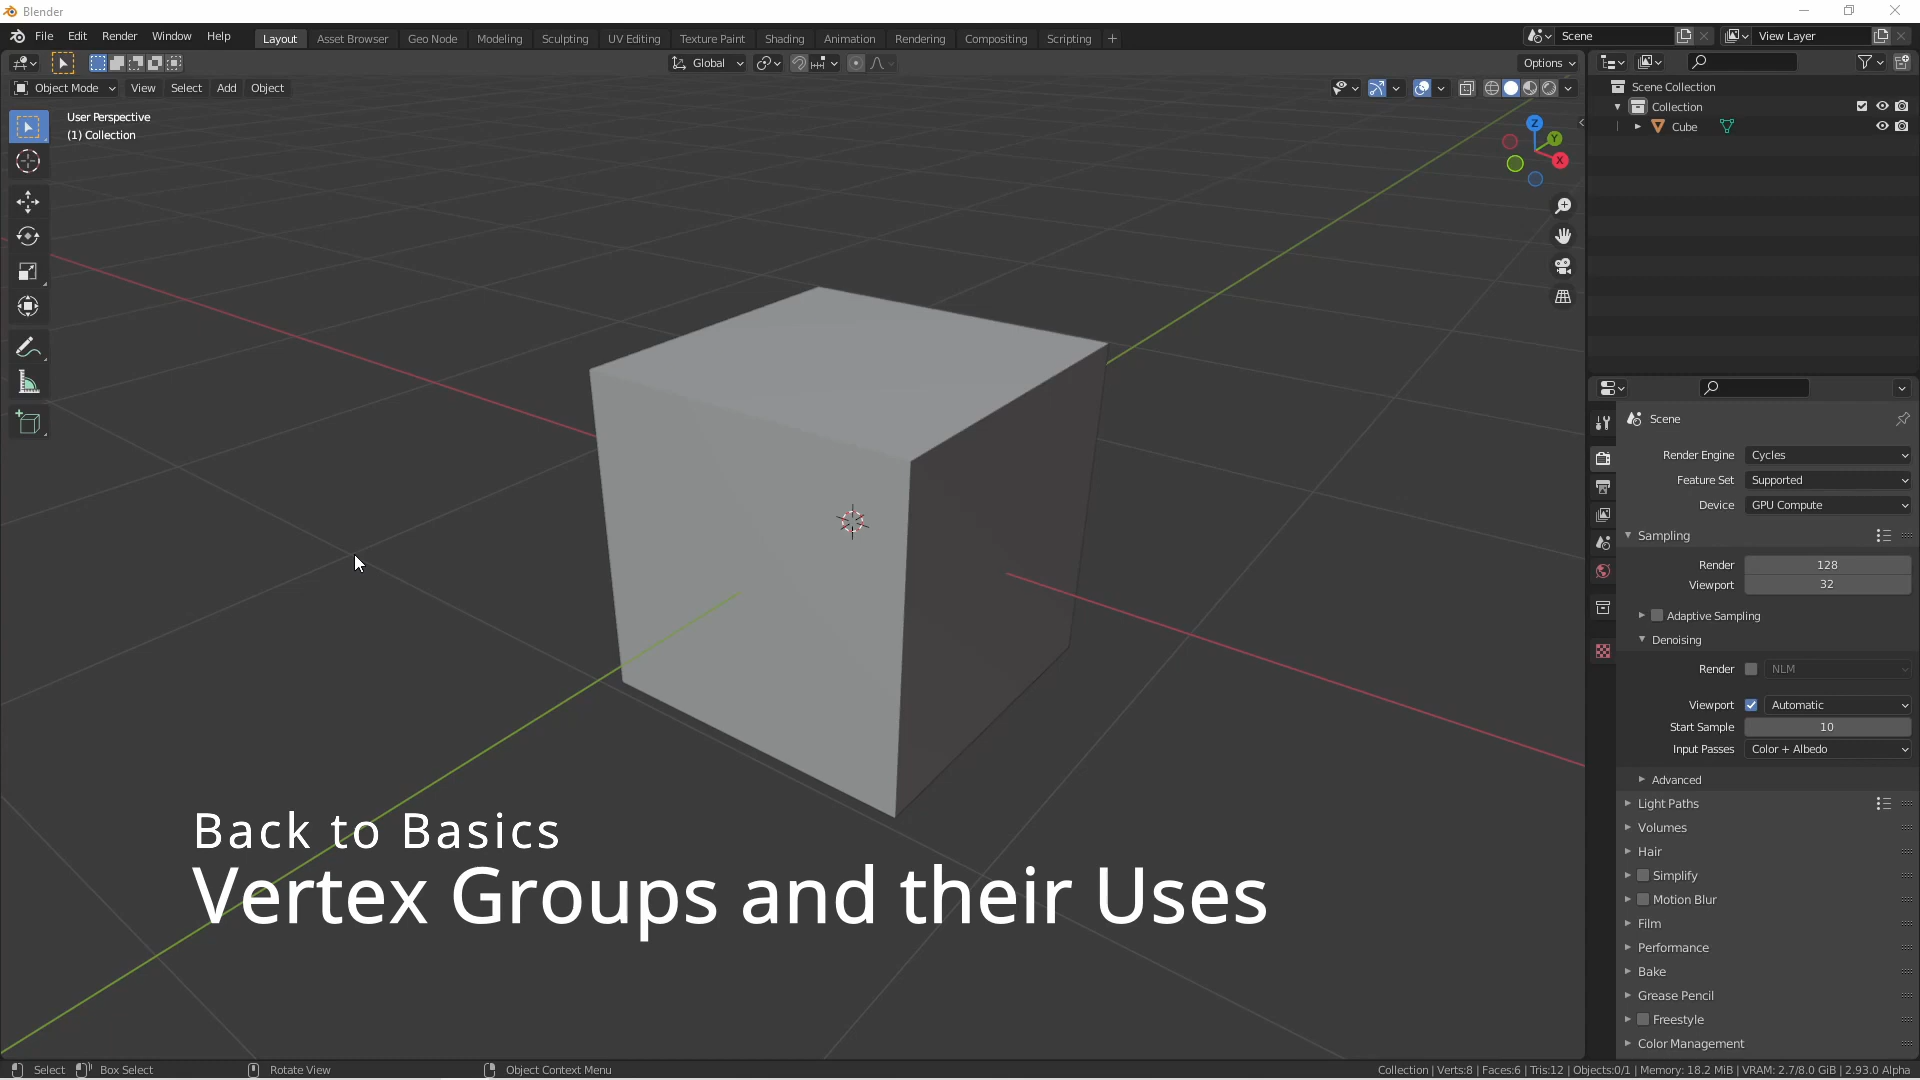 Blender
File Edit Render Window Help
Layout Asset Browser Geo Node Modeling Sculpting UV Editing Texture Paint Shading Animation Rendering Compositing Scripting +
Scene
View Layer
Global
Options
Object Mode View Select Add Object
User Perspective
(1) Collection
Z
Y
X
Scene Collection
Collection
Cube
Scene
Render Engine Cycles
Feature Set Supported
Device GPU Compute
Sampling
Render 128
Viewport 32
Adaptive Sampling
Denoising
Render NLM
Viewport Automatic
Start Sample 10
Input Passes Color + Albedo
Advanced
Light Paths
Volumes
Hair
Simplify
Motion Blur
Film
Performance
Bake
Grease Pencil
Freestyle
Color Management
Back to Basics
Vertex Groups and their Uses
Select Box Select Rotate View Object Context Menu
Collection | Verts:8 | Faces:6 | Tris:12 | Objects:0/1 | Memory: 18.2 MiB | VRAM: 2.7/8.0 GiB | 2.93.0 Alpha